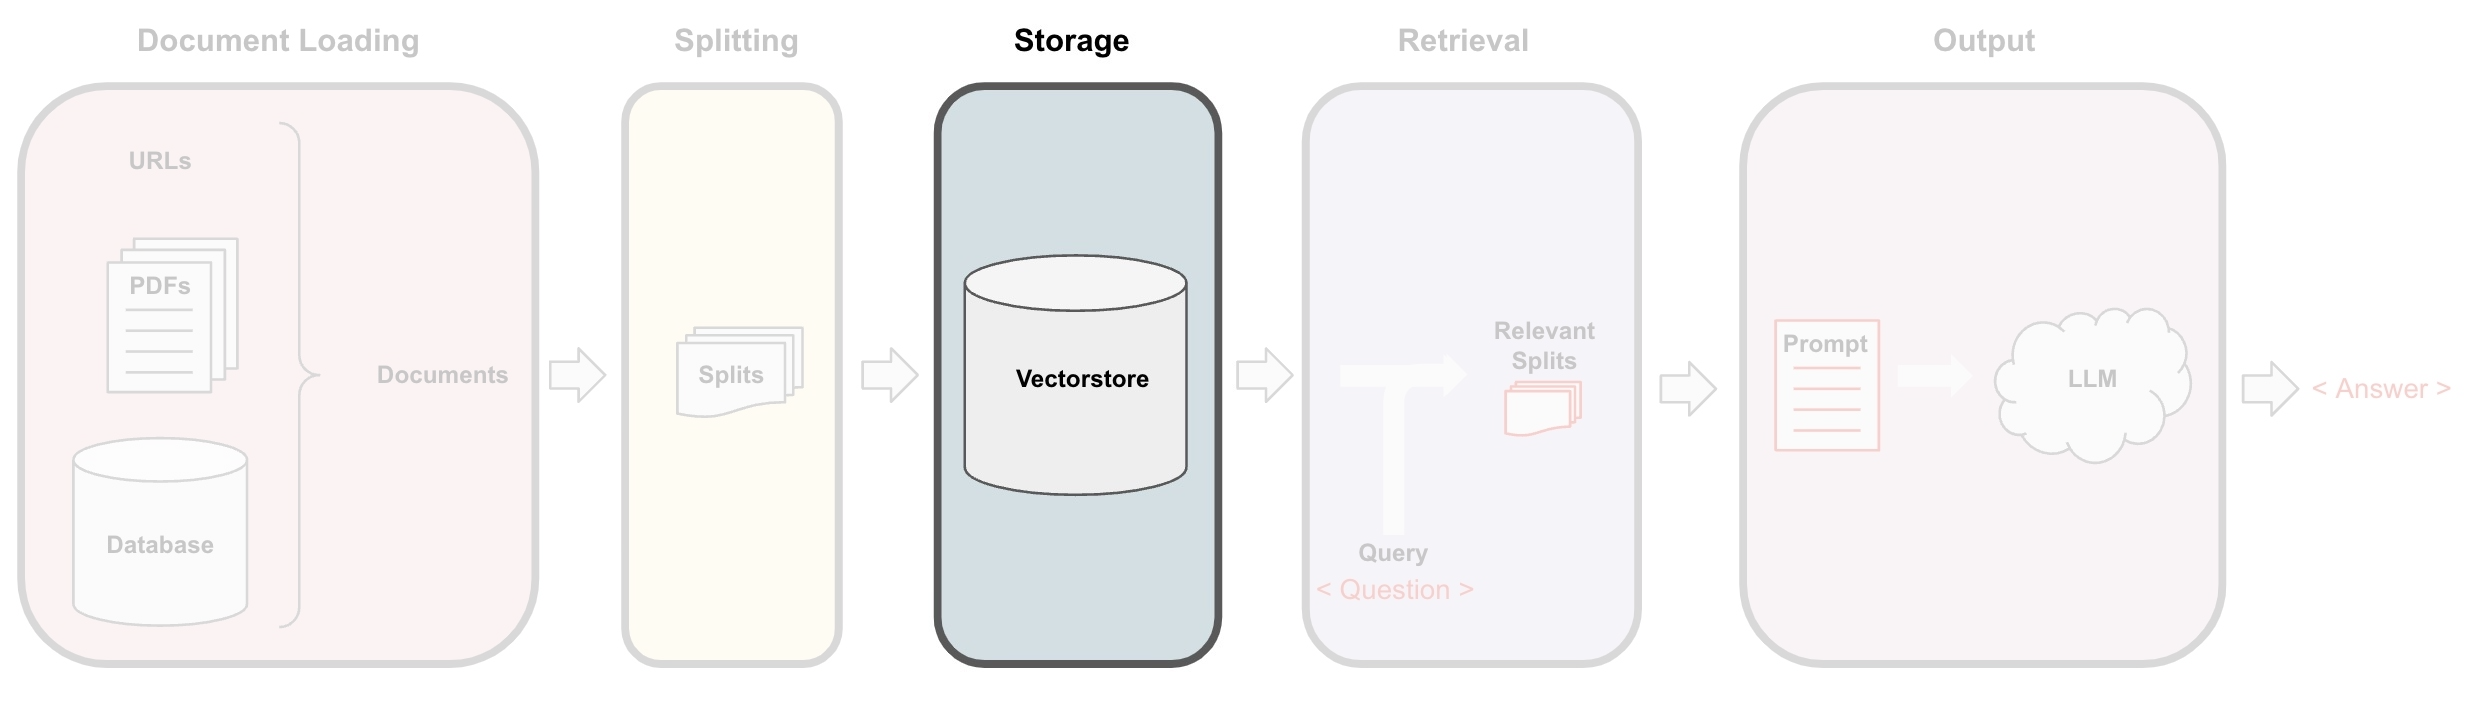 Document Loading
Splitting
Storage
Retrieval
Output
URLs
PDFs
Documents
Database
Splits
Vectorstore
Relevant
Splits
Query
< Question >
Prompt
LLM
< Answer >